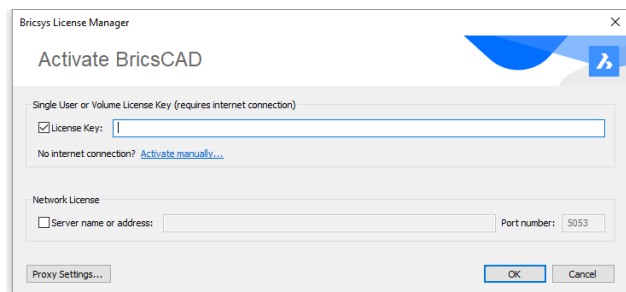 Bricsys License Manager
Activate BricsCAD
Single User or Volume License Key (requires internet connection)
License Key:
No internet connection? Activate manually...
Network License
Server name or address: Port number: 5053
Proxy Settings... OK Cancel